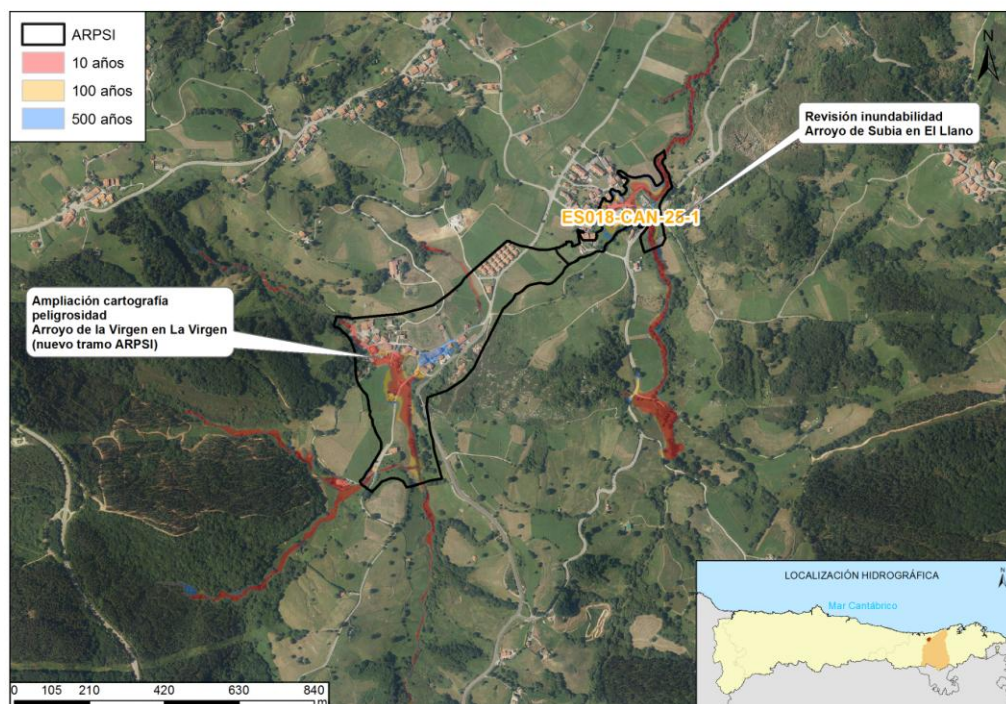 ARPSI
10 años
100 años
500 años
N
Revisión inundabilidad
Arroyo de Subia en El Llano
ES018-CAN-25-1
Ampliación cartografía
peligrosidad
Arroyo de la Virgen en La Virgen
(nuevo tramo ARPSI)
0 105 210 420 630 840
m
LOCALIZACIÓN HIDROGRÁFICA
N
Mar Cantábrico